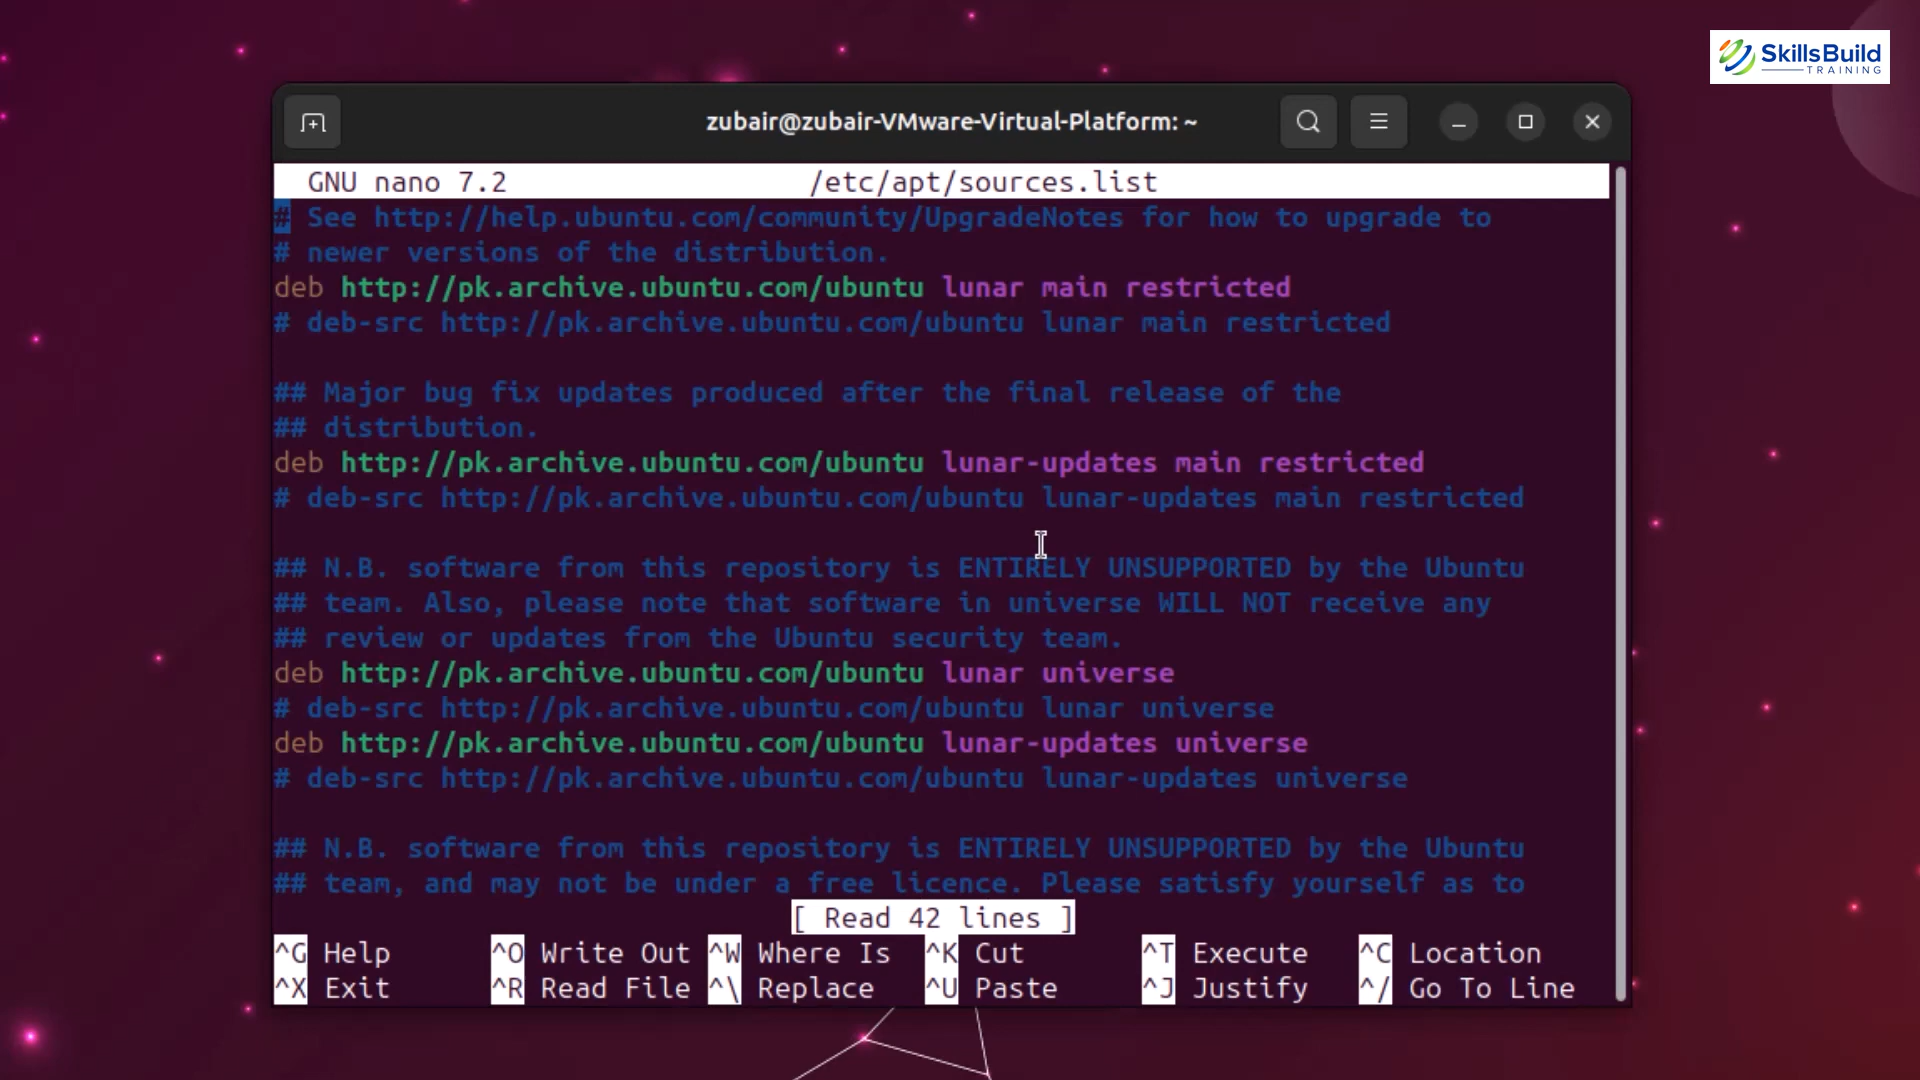 SkillsBuild
TRAINING
zubair@zubair-VMware-Virtual-Platform: ~
GNU nano 7.2 /etc/apt/sources.list
# See http://help.ubuntu.com/community/UpgradeNotes for how to upgrade to
# newer versions of the distribution.
deb http://pk.archive.ubuntu.com/ubuntu lunar main restricted
# deb-src http://pk.archive.ubuntu.com/ubuntu lunar main restricted
## Major bug fix updates produced after the final release of the
## distribution.
deb http://pk.archive.ubuntu.com/ubuntu lunar-updates main restricted
# deb-src http://pk.archive.ubuntu.com/ubuntu lunar-updates main restricted
## N.B. software from this repository is ENTIRELY UNSUPPORTED by the Ubuntu
## team. Also, please note that software in universe WILL NOT receive any
## review or updates from the Ubuntu security team.
deb http://pk.archive.ubuntu.com/ubuntu lunar universe
# deb-src http://pk.archive.ubuntu.com/ubuntu lunar universe
deb http://pk.archive.ubuntu.com/ubuntu lunar-updates universe
# deb-src http://pk.archive.ubuntu.com/ubuntu lunar-updates universe
## N.B. software from this repository is ENTIRELY UNSUPPORTED by the Ubuntu
## team, and may not be under a free licence. Please satisfy yourself as to
[ Read 42 lines ]
^G Help ^O Write Out ^W Where Is ^K Cut ^T Execute ^C Location
^X Exit ^R Read File ^\ Replace ^U Paste ^J Justify ^/ Go To Line